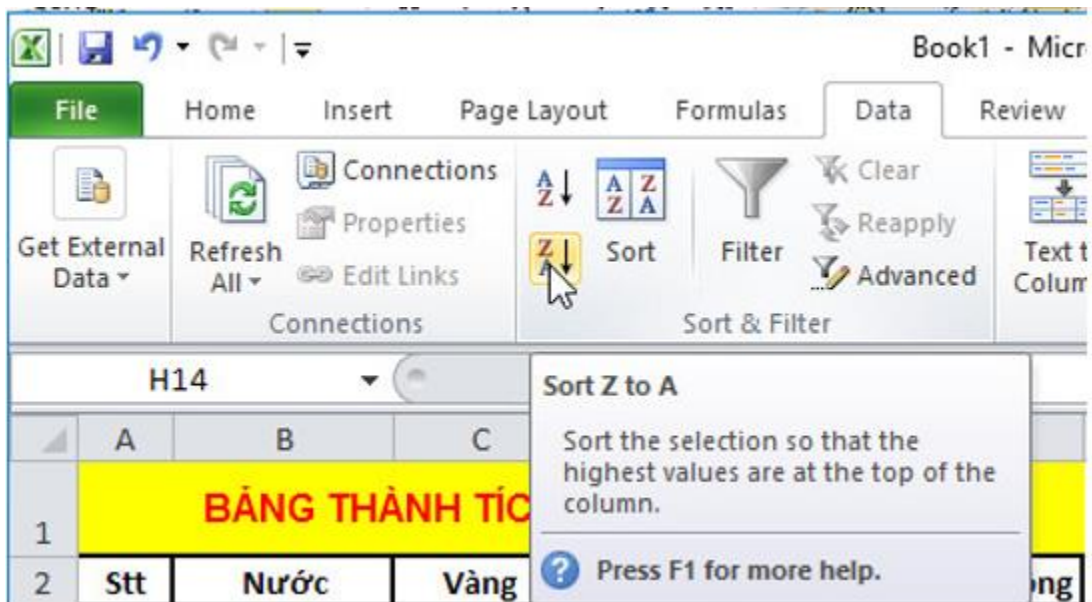 Book1 - Micr
File Home Insert Page Layout Formulas Data Review
Get External Data
Refresh All
Connections
Properties
Edit Links
Connections
Sort
Filter
Clear
Reapply
Advanced
Sort & Filter
Text t
Colum
H14
Sort Z to A
Sort the selection so that the
highest values are at the top of the
column.
Press F1 for more help.
A B C
1 BẢNG THÀNH TÍC
2 Stt Nước Vàng ộng